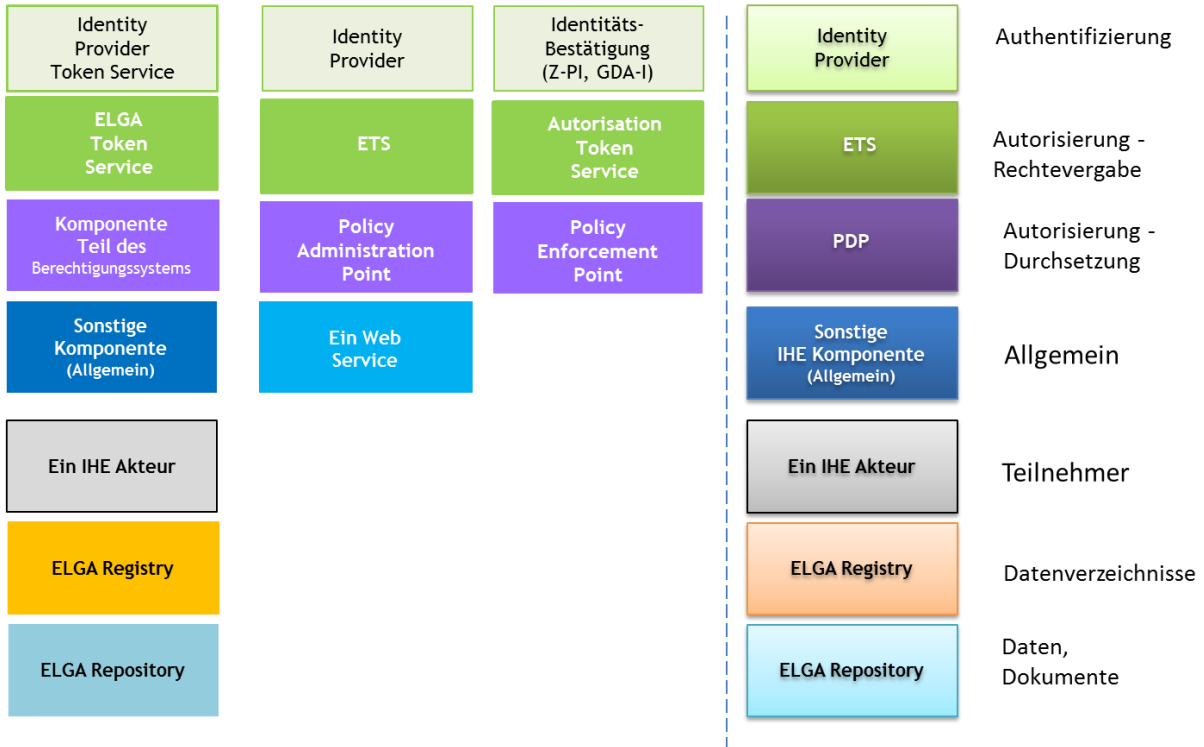 Identity
Provider
Token Service
Identity
Provider
Identitäts-
Bestätigung
(Z-PI, GDA-I)
Identity
Provider
Authentifizierung
ELGA
Token
Service
ETS
Autorisation
Token
Service
ETS
Autorisierung -
Rechtevergabe
Komponente
Teil des
Berechtigungssystems
Policy
Administration
Point
Policy
Enforcement
Point
PDP
Autorisierung -
Durchsetzung
Sonstige
Komponente
(Allgemein)
Ein Web
Service
Sonstige
IHE Komponente
(Allgemein)
Allgemein
Ein IHE Akteur
Ein IHE Akteur
Teilnehmer
ELGA Registry
ELGA Registry
Datenverzeichnisse
ELGA Repository
ELGA Repository
Daten,
Dokumente